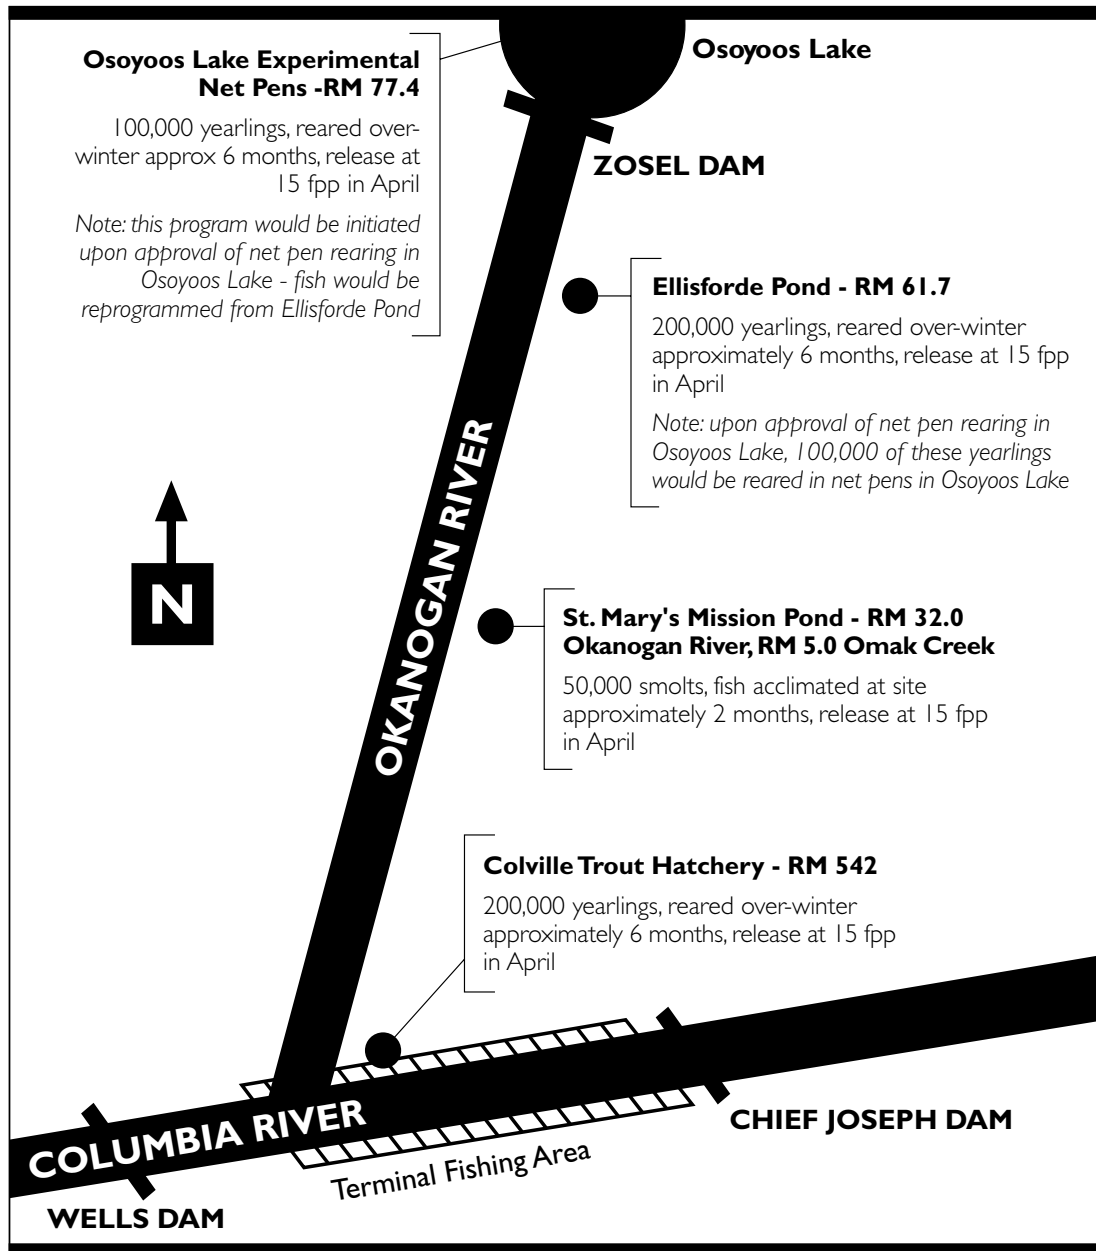 Osoyoos Lake Experimental
Net Pens -RM 77.4
100,000 yearlings, reared over-
winter approx 6 months, release at
15 fpp in April
Note: this program would be initiated
upon approval of net pen rearing in
Osoyoos Lake - fish would be
reprogrammed from Ellisforde Pond
Osoyoos Lake
ZOSEL DAM
Ellisforde Pond - RM 61.7
200,000 yearlings, reared over-winter
approximately 6 months, release at 15 fpp
in April
Note: upon approval of net pen rearing in
Osoyoos Lake, 100,000 of these yearlings
would be reared in net pens in Osoyoos Lake
OKANOGAN RIVER
N
St. Mary's Mission Pond - RM 32.0
Okanogan River, RM 5.0 Omak Creek
50,000 smolts, fish acclimated at site
approximately 2 months, release at 15 fpp
in April
Colville Trout Hatchery - RM 542
200,000 yearlings, reared over-winter
approximately 6 months, release at 15 fpp
in April
COLUMBIA RIVER
CHIEF JOSEPH DAM
Terminal Fishing Area
WELLS DAM